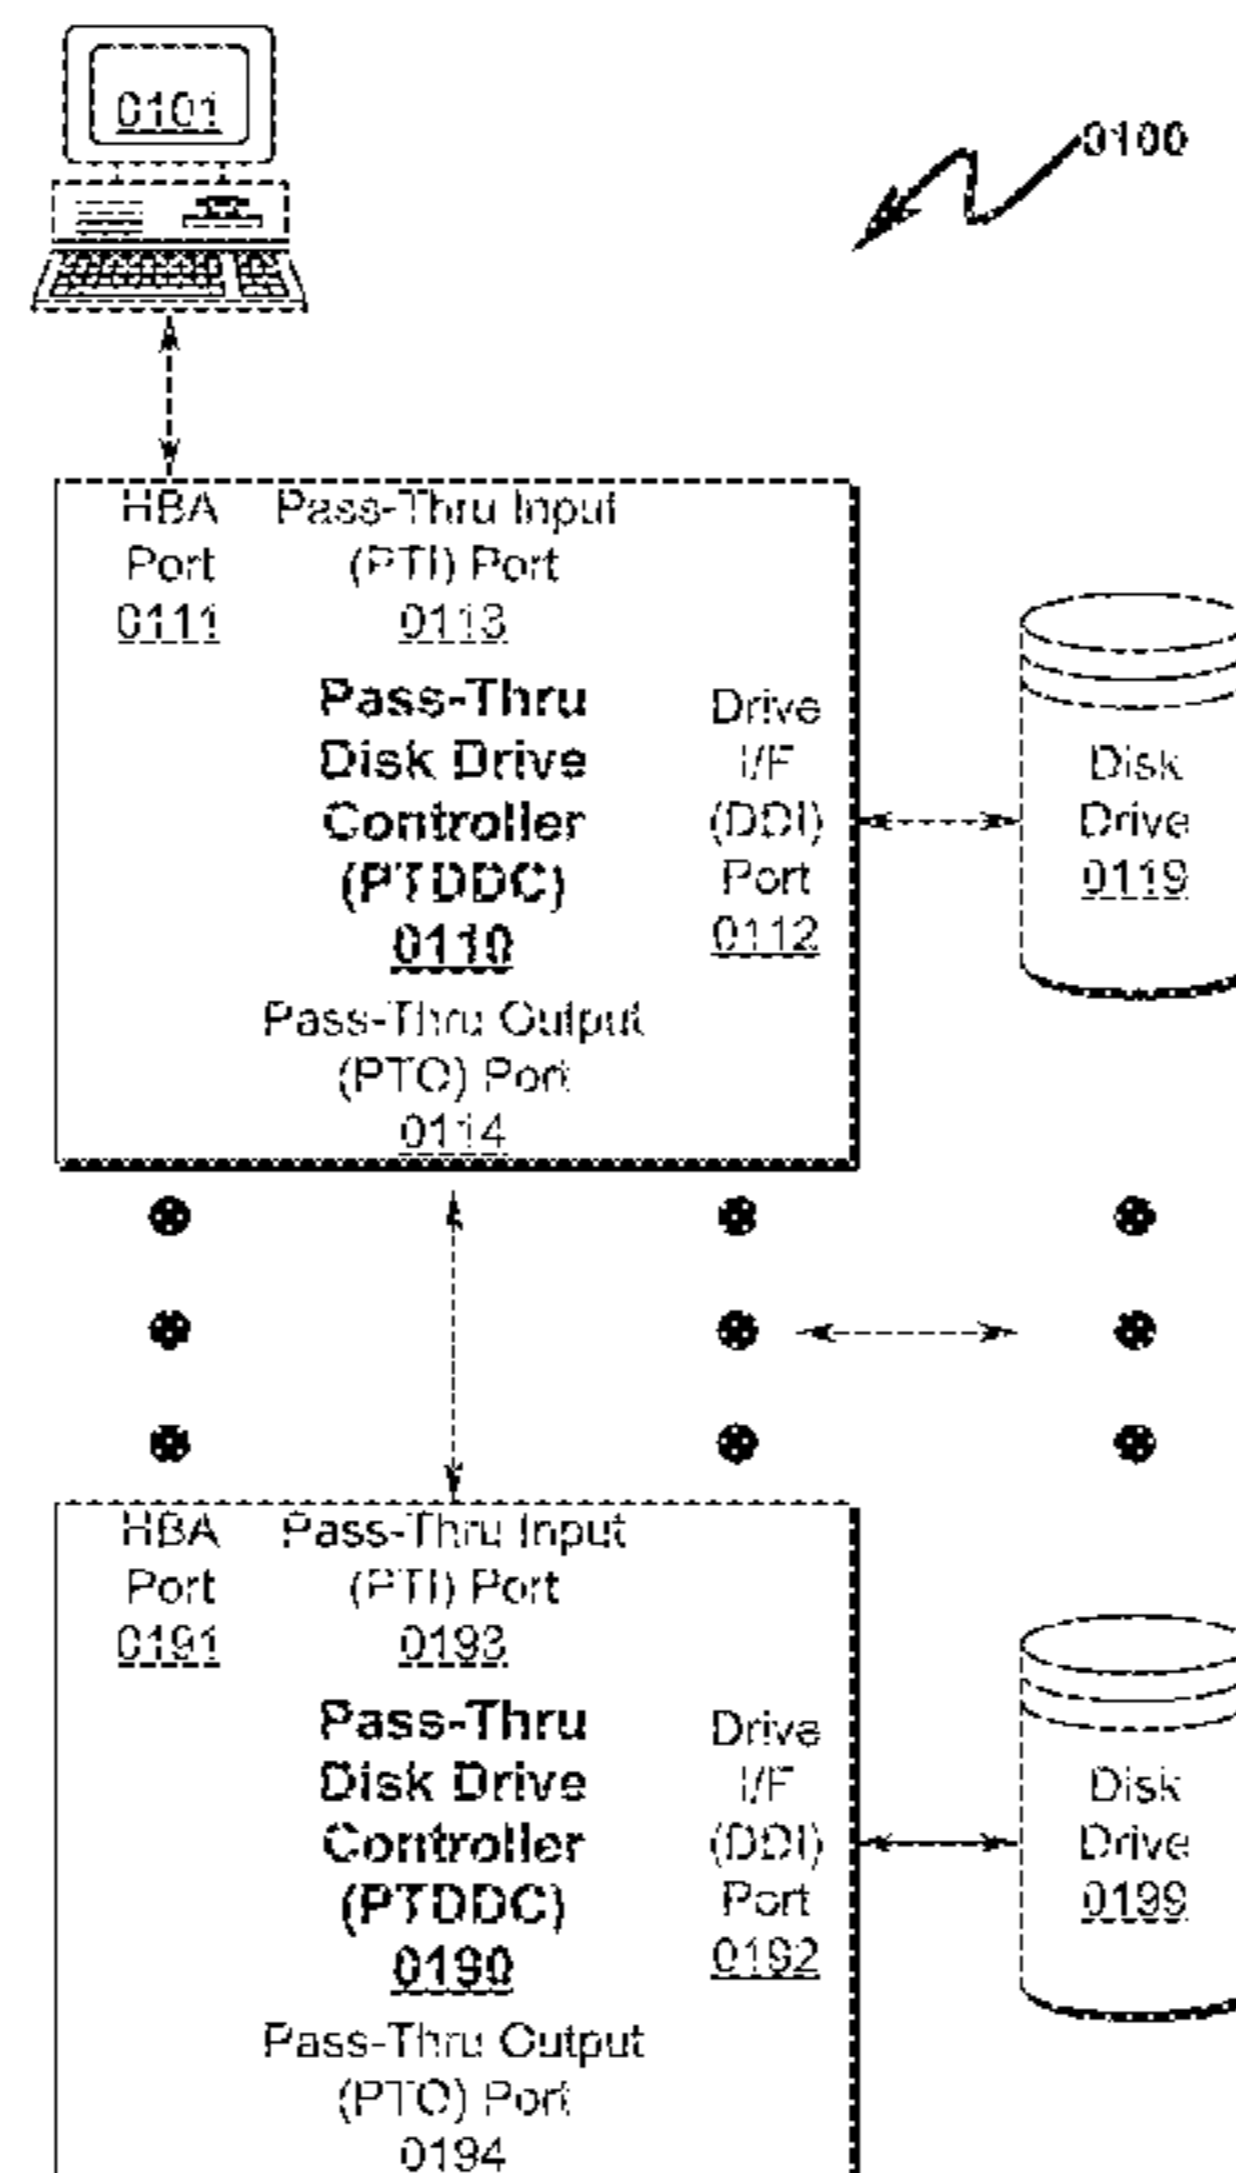 0101
0100
HBA
Port
0111
Pass-Thru Input
(PTI) Port
0113
Pass-Thru
Disk Drive
Controller
(PTDDC)
0110
Drive
I/F
(DDI)
Port
0112
Disk
Drive
0119
Pass-Thru Output
(PTO) Port
0114
HBA
Port
0191
Pass-Thru Input
(PTI) Port
0193
Pass-Thru
Disk Drive
Controller
(PTDDC)
0190
Drive
I/F
(DDI)
Port
0192
Disk
Drive
0199
Pass-Thru Output
(PTO) Port
0194